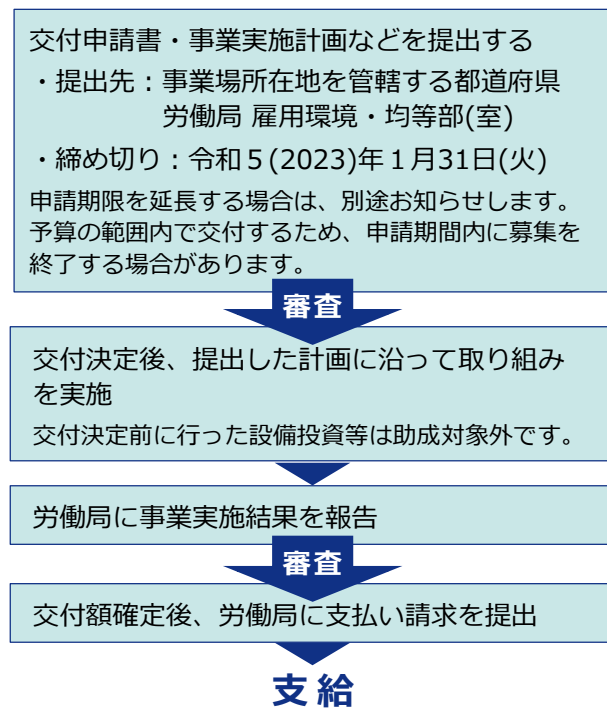 交付申請書・事業実施計画などを提出する
・提出先：事業場所在地を管轄する都道府県
労働局 雇用環境・均等部(室)
・締め切り：令和５(2023)年１月31日(火)
申請期限を延長する場合は、別途お知らせします。
予算の範囲内で交付するため、申請期間内に募集を
終了する場合があります。
審査
交付決定後、提出した計画に沿って取り組み
を実施
交付決定前に行った設備投資等は助成対象外です。
労働局に事業実施結果を報告
審査
交付額確定後、労働局に支払い請求を提出
支給